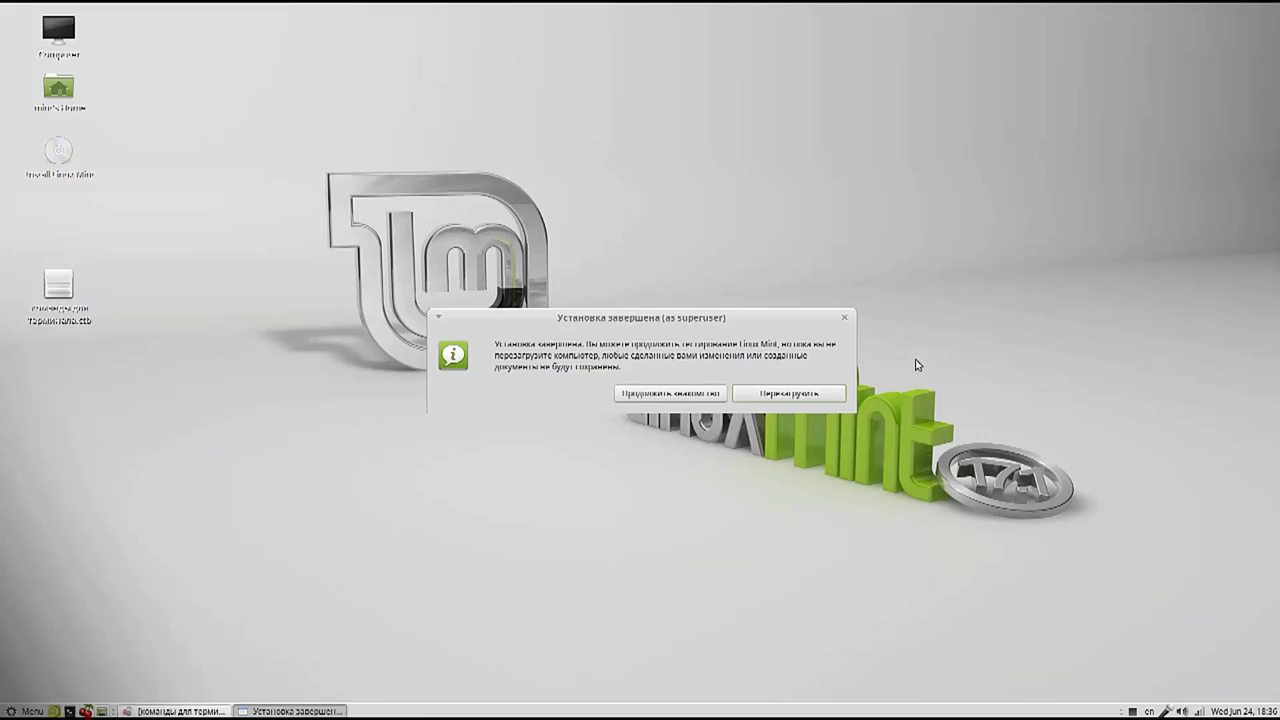 Computer
mint's Home
Install Linux Mint
команды для
терминала.ctb
Установка завершена (as superuser)
Установка завершена. Вы можете продолжить тестирование Linux Mint, но пока вы не
перезагрузите компьютер, любые сделанные вами изменения или созданные
документы не будут сохранены.
Продолжить знакомство
Перезагрузить
linux mint
17.1
Menu
[команды для терми...
Установка завершен...
en
Wed Jun 24, 18:36